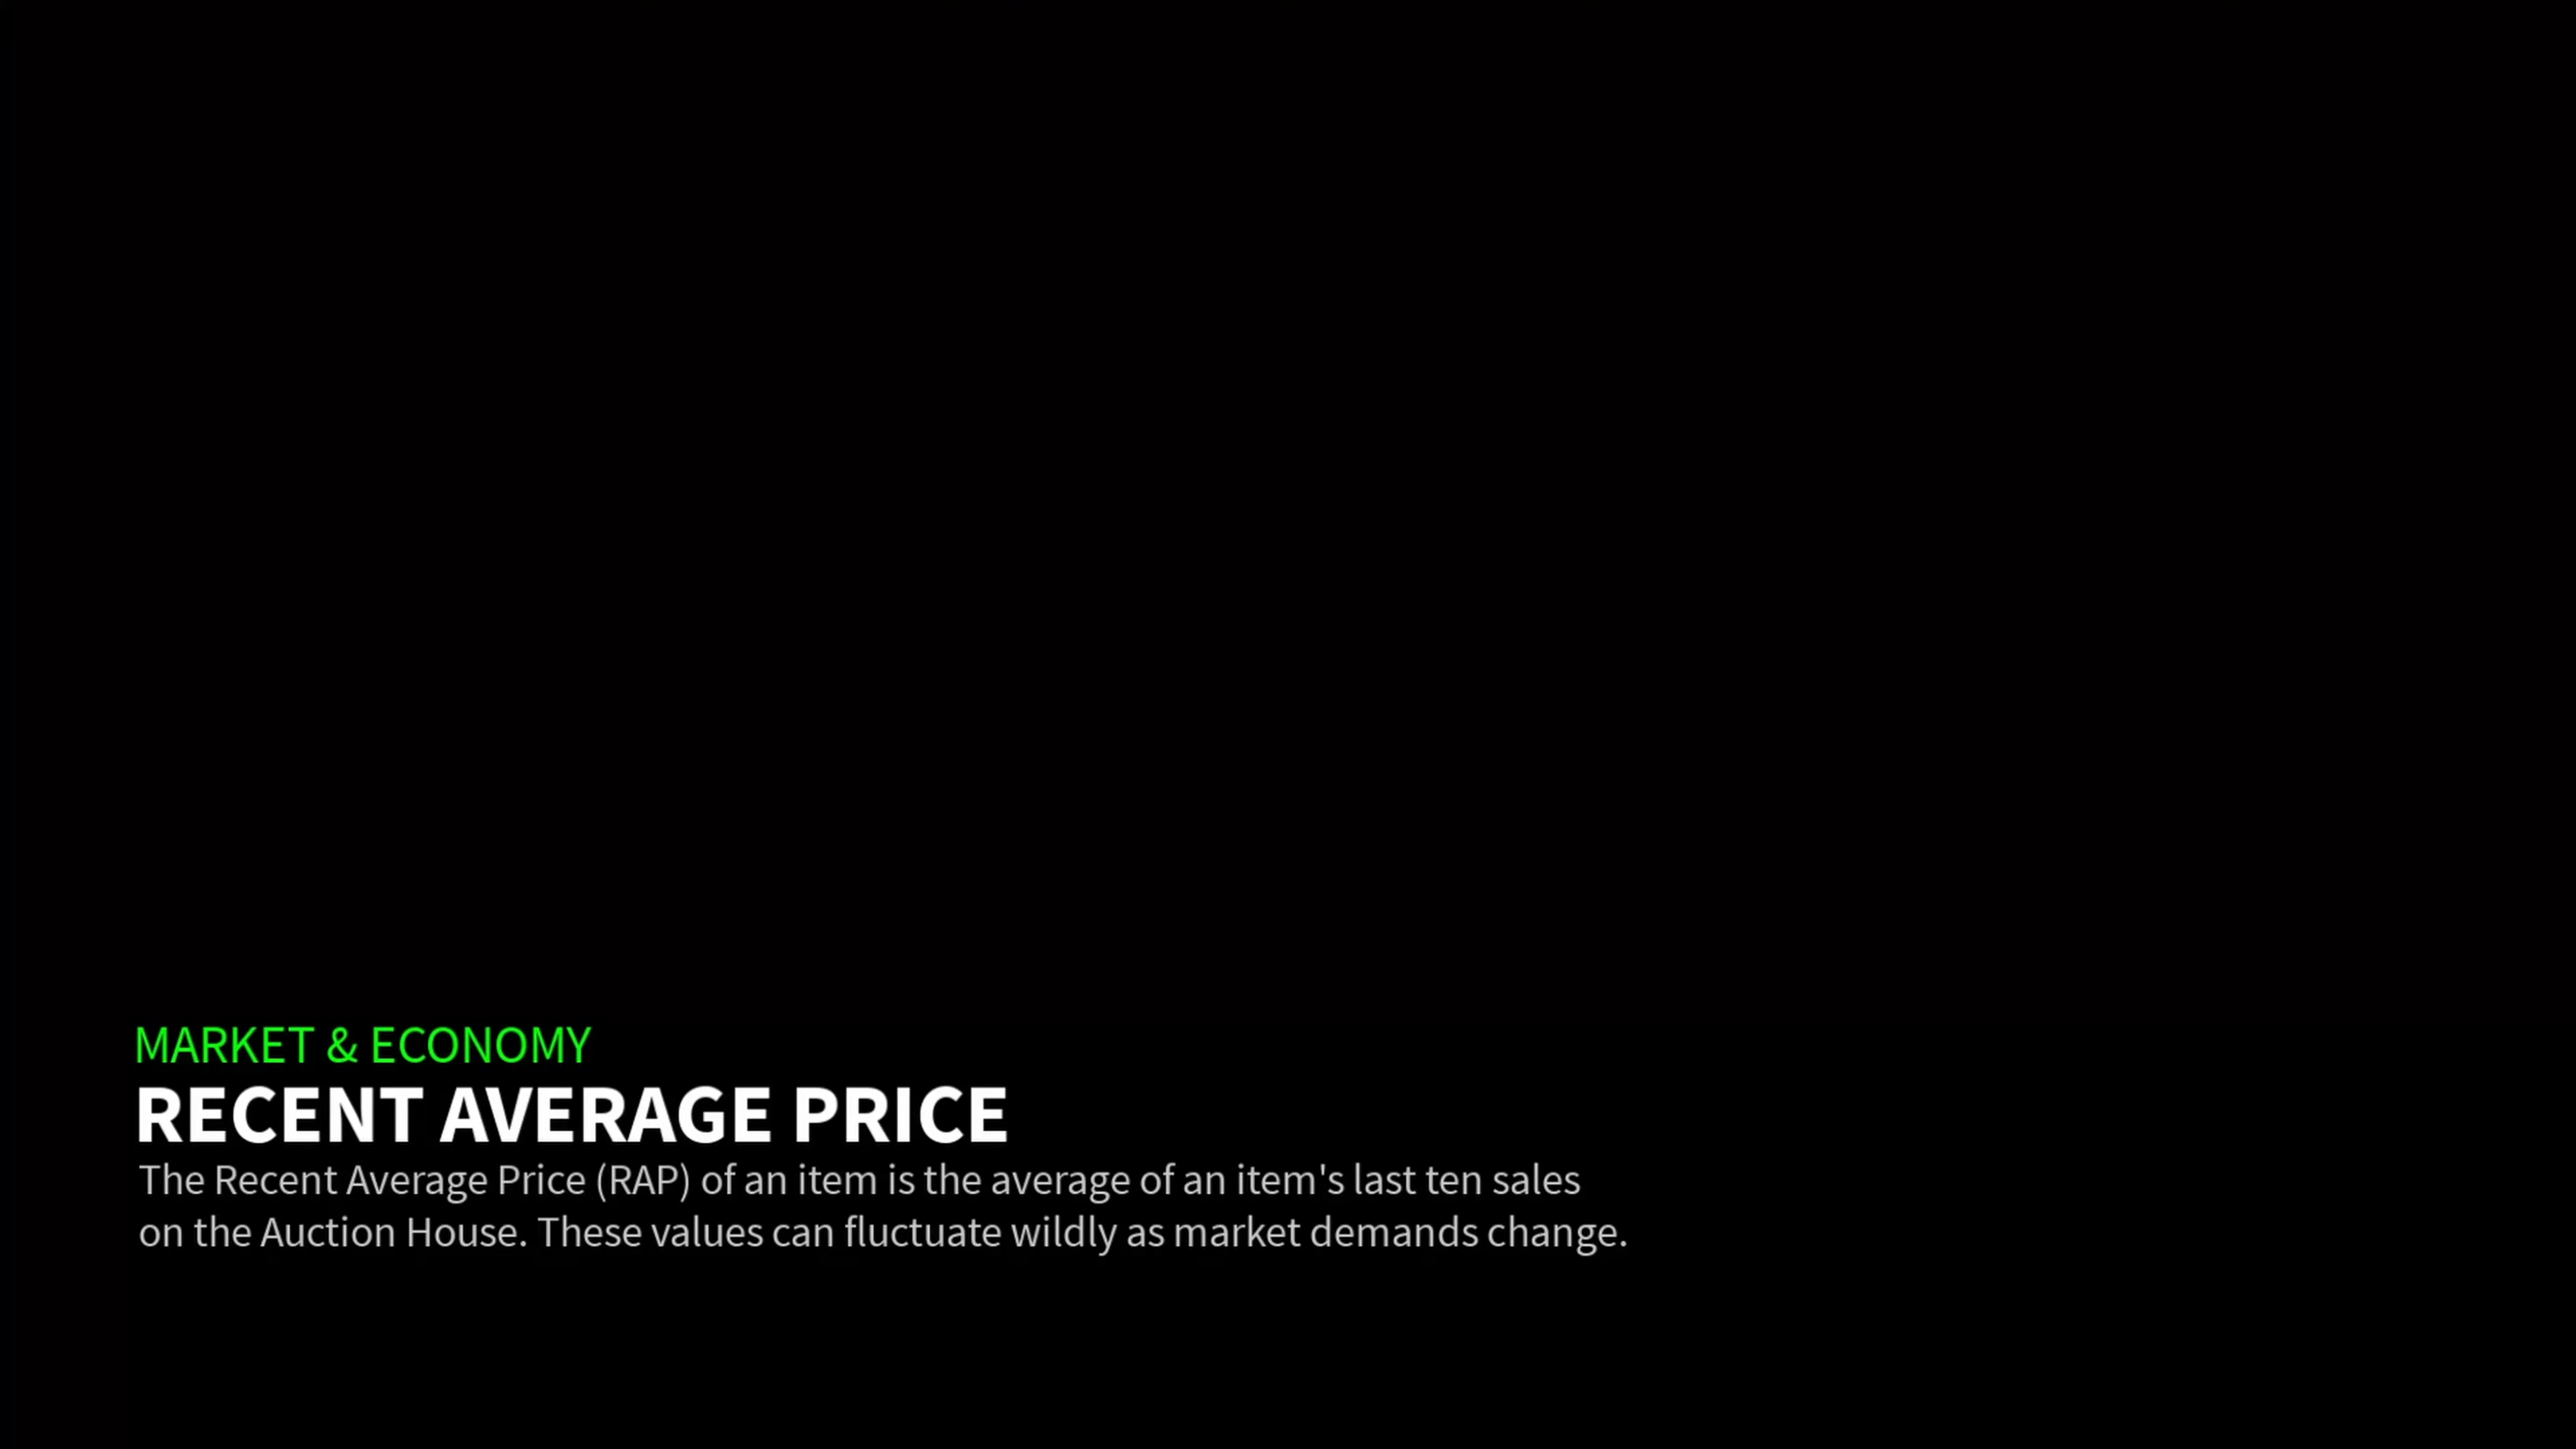 MARKET & ECONOMY
RECENT AVERAGE PRICE
The Recent Average Price (RAP) of an item is the average of an item's last ten sales
on the Auction House. These values can fluctuate wildly as market demands change.